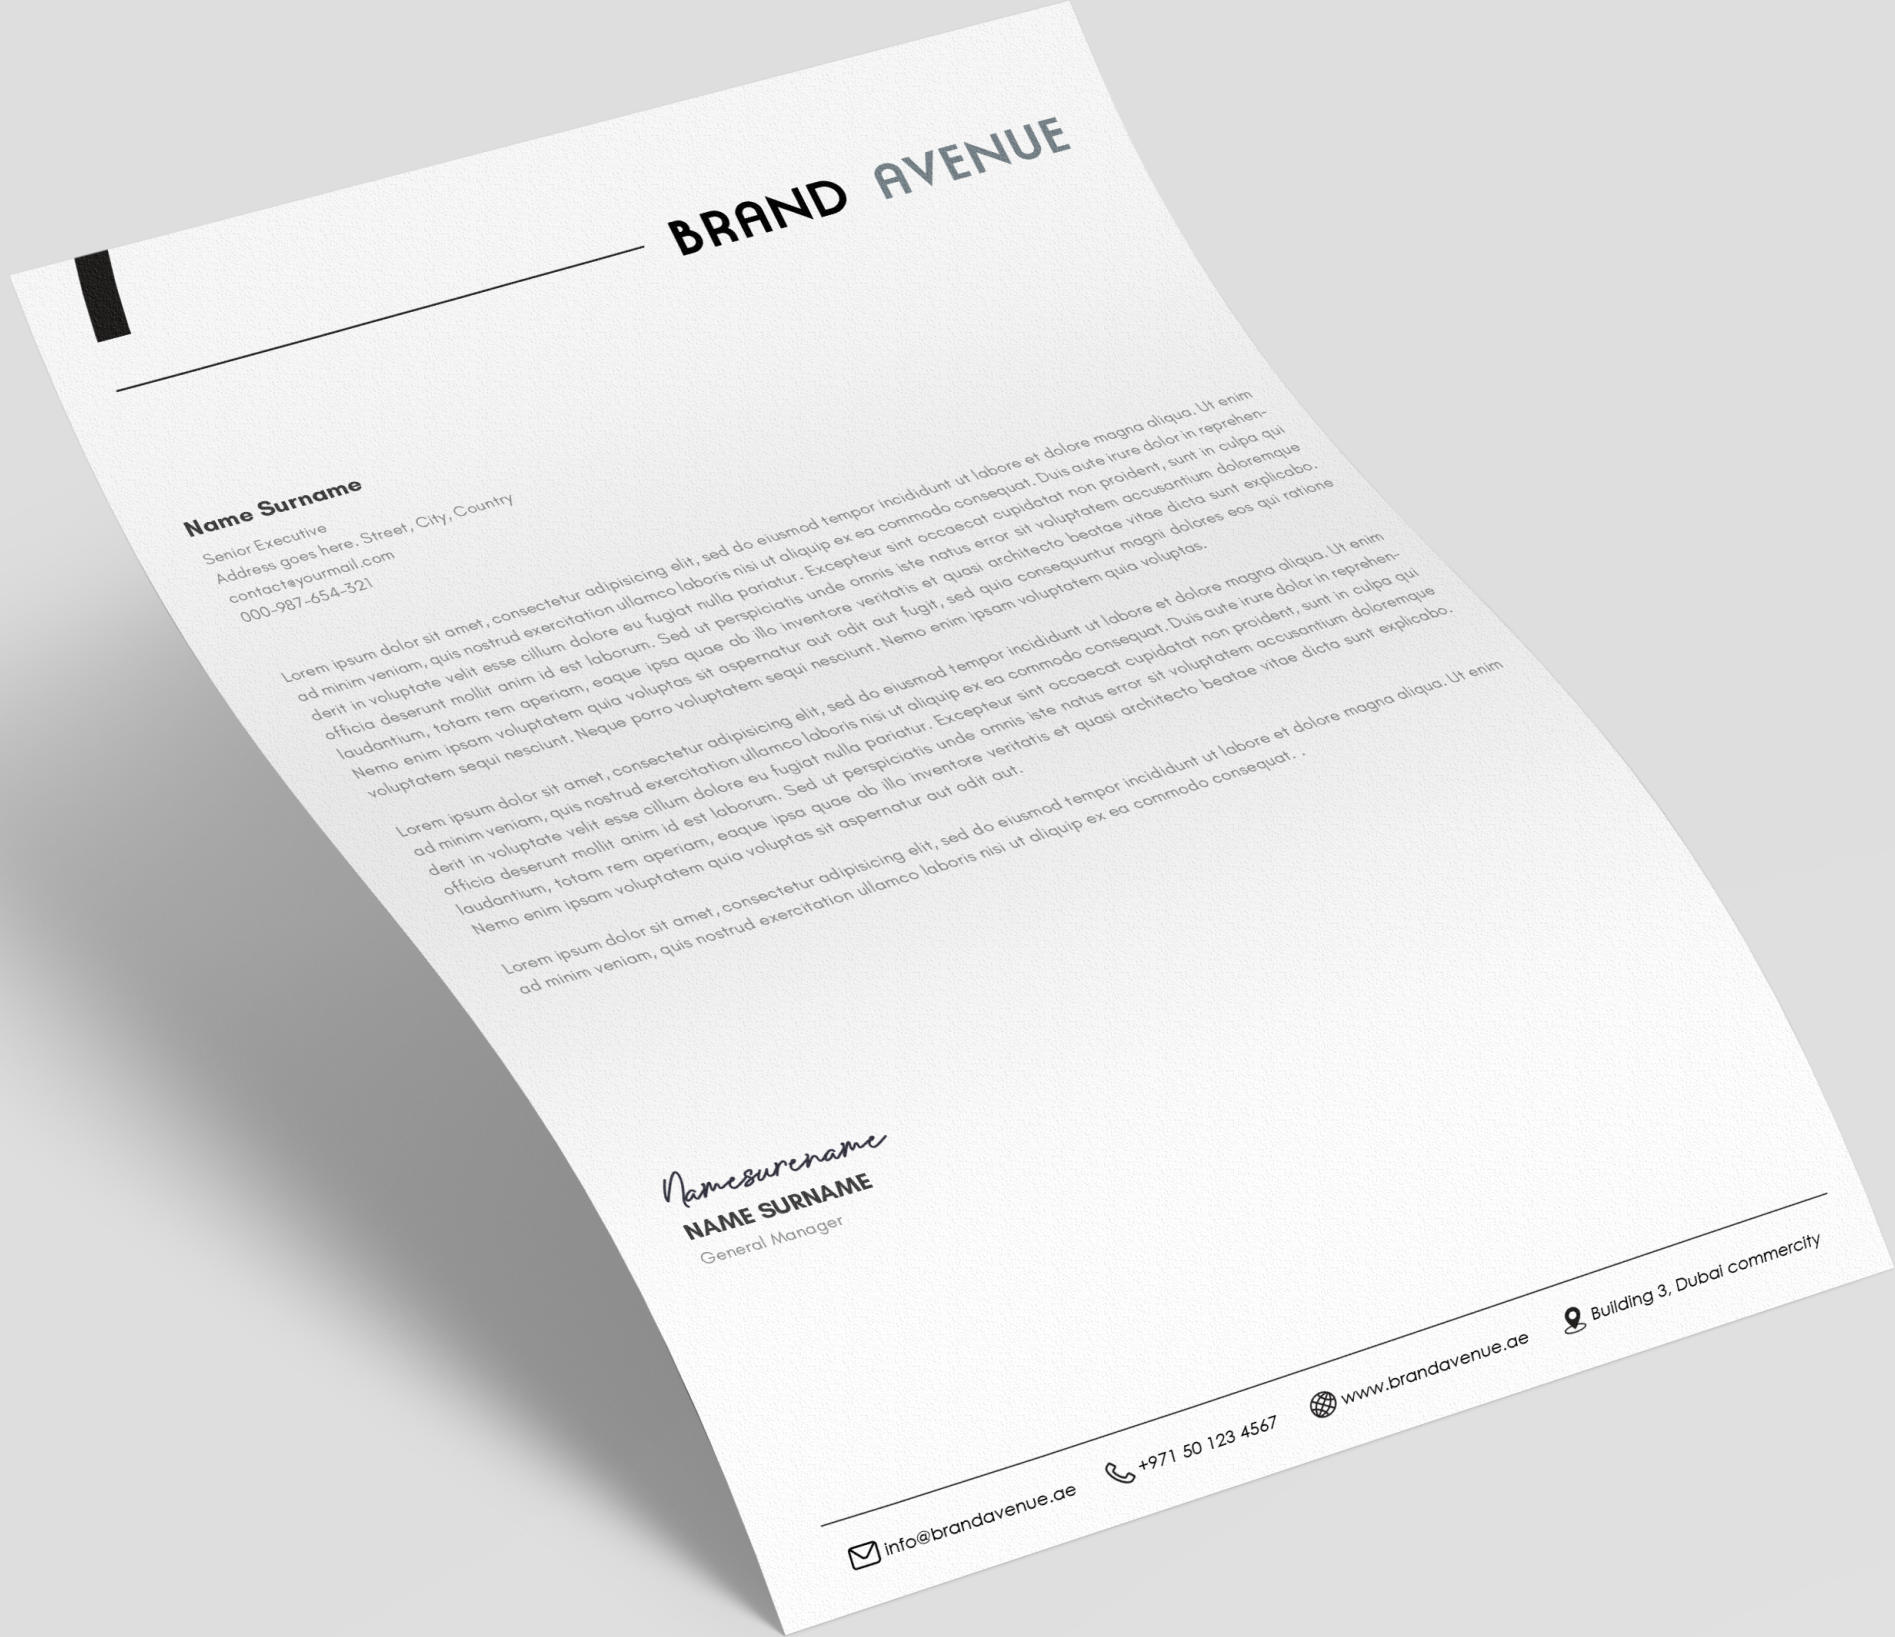 BRAND AVENUE
Name Surname
Senior Executive
Address goes here. Street, City, Country
contact@yourmail.com
000-987-654-321
Lorem ipsum dolor sit amet, consectetur adipisicing elit, sed do eiusmod tempor incididunt ut labore et dolore magna aliqua. Ut enim
ad minim veniam, quis nostrud exercitation ullamco laboris nisi ut aliquip ex ea commodo consequat. Duis aute irure dolor in reprehen-
derit in voluptate velit esse cillum dolore eu fugiat nulla pariatur. Excepteur sint occaecat cupidatat non proident, sunt in culpa qui
officia deserunt mollit anim id est laborum. Sed ut perspiciatis unde omnis iste natus error sit voluptatem accusantium doloremque
laudantium, totam rem aperiam, eaque ipsa quae ab illo inventore veritatis et quasi architecto beatae vitae dicta sunt explicabo.
Nemo enim ipsam voluptatem quia voluptas sit aspernatur aut odit aut fugit, sed quia consequuntur magni dolores eos qui ratione
voluptatem sequi nesciunt. Neque porro voluptatem sequi nesciunt. Nemo enim ipsam voluptatem quia voluptas.
Lorem ipsum dolor sit amet, consectetur adipisicing elit, sed do eiusmod tempor incididunt ut labore et dolore magna aliqua. Ut enim
ad minim veniam, quis nostrud exercitation ullamco laboris nisi ut aliquip ex ea commodo consequat. Duis aute irure dolor in reprehen-
derit in voluptate velit esse cillum dolore eu fugiat nulla pariatur. Excepteur sint occaecat cupidatat non proident, sunt in culpa qui
officia deserunt mollit anim id est laborum. Sed ut perspiciatis unde omnis iste natus error sit voluptatem accusantium doloremque
laudantium, totam rem aperiam, eaque ipsa quae ab illo inventore veritatis et quasi architecto beatae vitae dicta sunt explicabo.
Nemo enim ipsam voluptatem quia voluptas sit aspernatur aut odit aut.
Lorem ipsum dolor sit amet, consectetur adipisicing elit, sed do eiusmod tempor incididunt ut labore et dolore magna aliqua. Ut enim
ad minim veniam, quis nostrud exercitation ullamco laboris nisi ut aliquip ex ea commodo consequat. .
Namesurename
NAME SURNAME
General Manager
info@brandavenue.ae +971 50 123 4567 www.brandavenue.ae Building 3, Dubai commercity